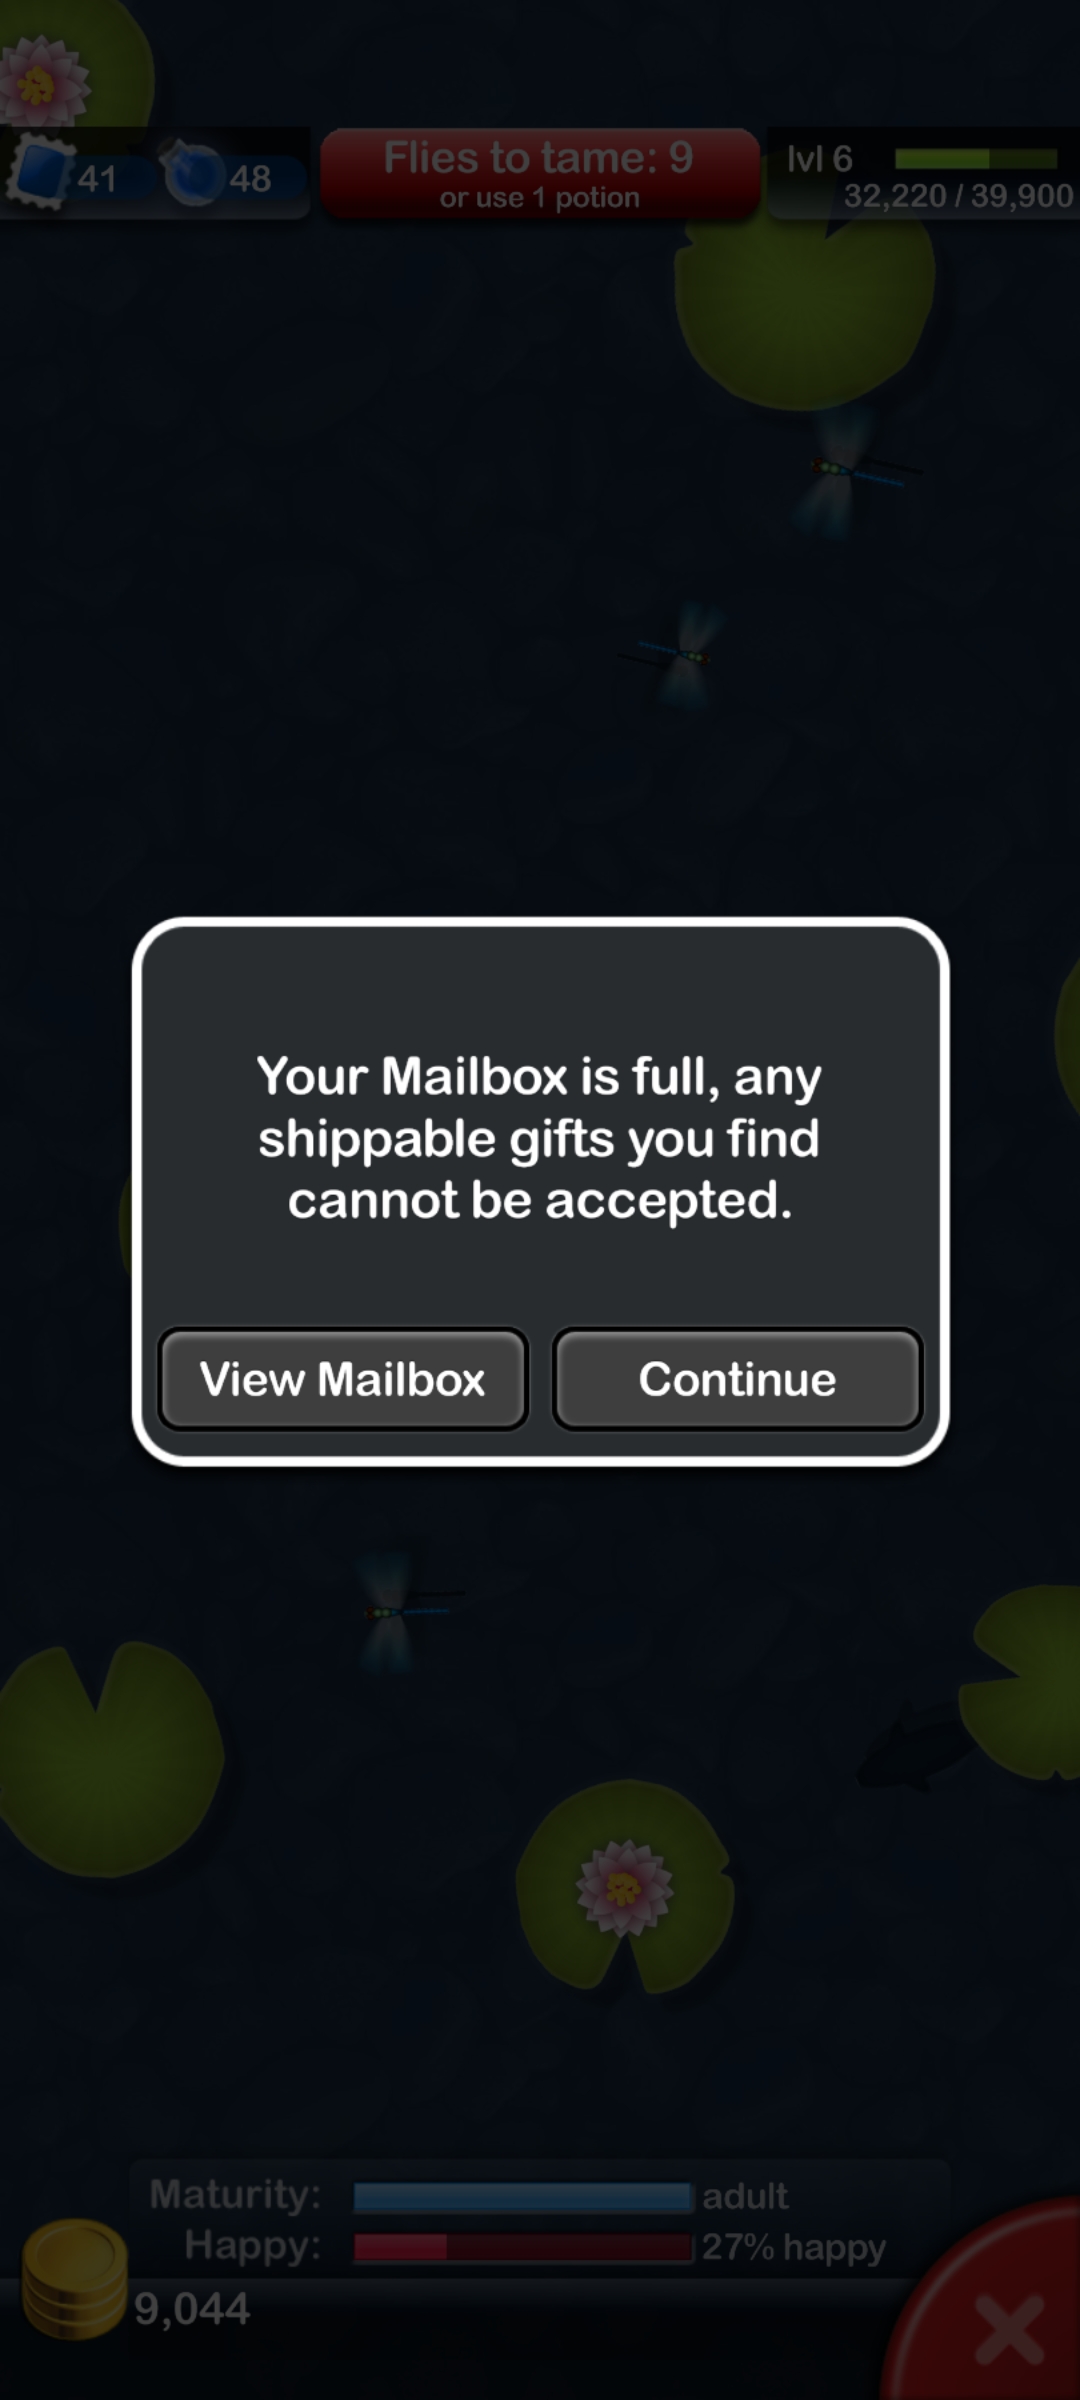 41
48
Flies to tame: 9
or use 1 potion
lvl 6
32,220 / 39,900
Your Mailbox is full, any
shippable gifts you find
cannot be accepted.
View Mailbox
Continue
Maturity: adult
Happy: 27% happy
9,044